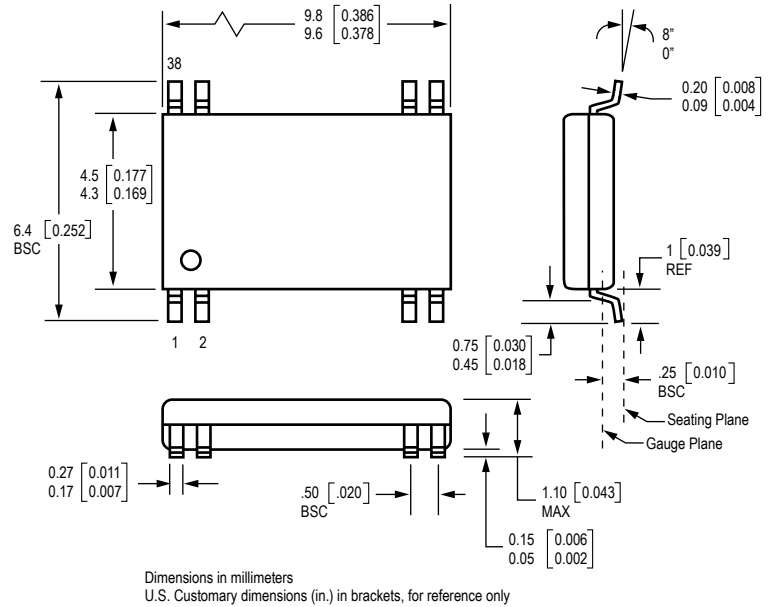 9.8 [0.386]
9.6 [0.378]
8"
0"
38
0.20 [0.008]
0.09 [0.004]
4.5 [0.177]
4.3 [0.169]
6.4 [0.252]
BSC
1 [0.039]
REF
1 2
0.75 [0.030]
0.45 [0.018]
.25 [0.010]
BSC
Seating Plane
Gauge Plane
0.27 [0.011]
0.17 [0.007]
.50 [.020]
BSC
1.10 [0.043]
MAX
0.15 [0.006]
0.05 [0.002]
Dimensions in millimeters
U.S. Customary dimensions (in.) in brackets, for reference only